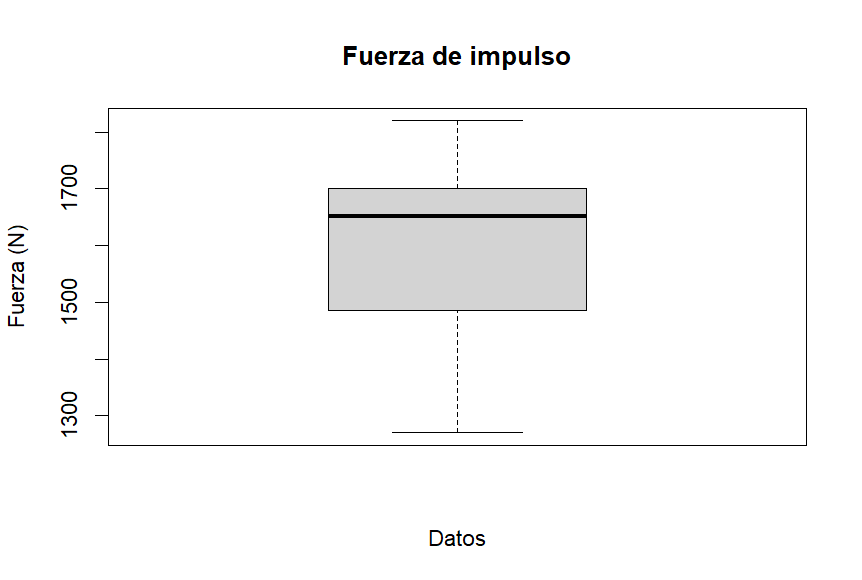 Fuerza de impulso
Fuerza (N)
1700
1500
1300
Datos